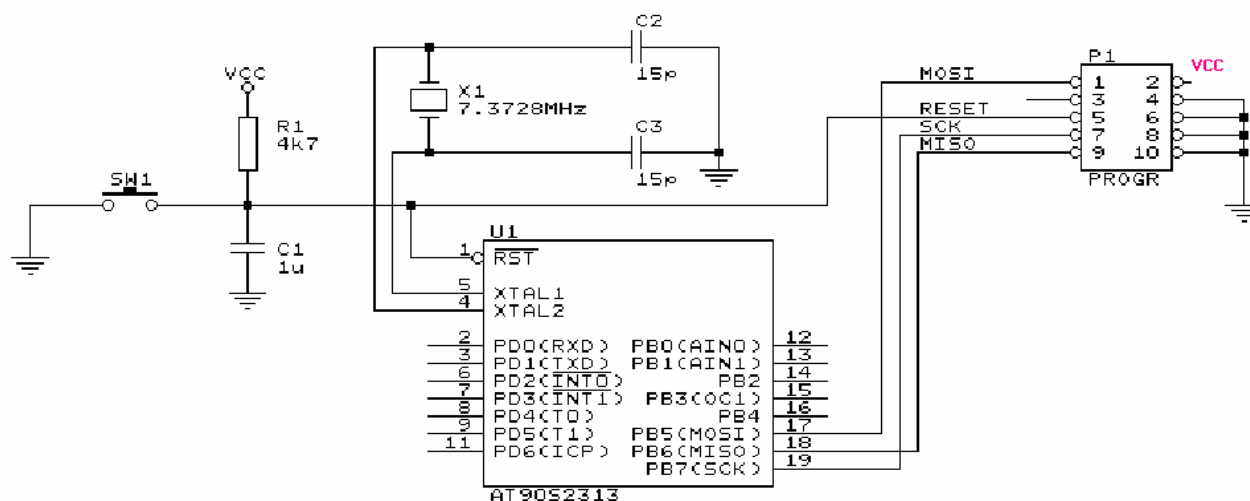 C2
15p
X1
7.3728MHz
C3
15p
VCC
R1
4k7
SW1
C1
1u
P1
VCC
MOSI
1 2
3 4
RESET
5 6
SCK
7 8
MISO
9 10
PROGR
U1
1 RST
5 XTAL1
4 XTAL2
2 PD0(RXD) PB0(AIN0) 12
3 PD1(TXD) PB1(AIN1) 13
6 PD2(INT0) PB2 14
7 PD3(INT1) PB3(OC1) 15
8 PD4(T0) PB4 16
9 PD5(T1) PB5(MOSI) 17
11 PD6(ICP) PB6(MISO) 18
PB7(SCK) 19
AT90S2313